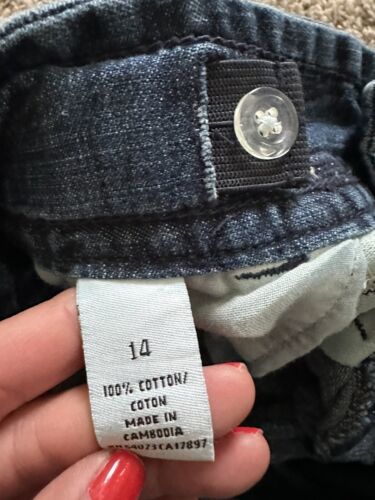 14
100% COTTON/
COTON
MADE IN
CAMBODIA